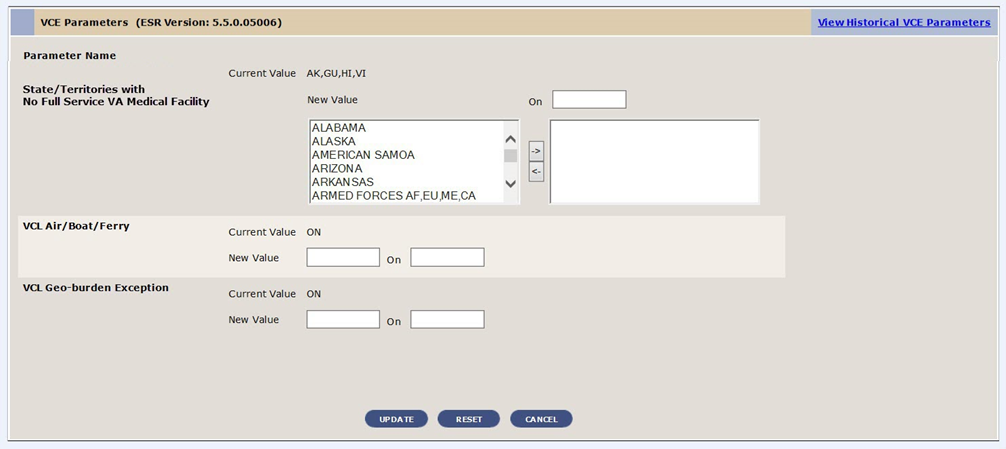 VCE Parameters (ESR Version: 5.5.0.05006)
View Historical VCE Parameters
Parameter Name
Current Value AK,GU,HI,VI
State/Territories with
No Full Service VA Medical Facility
New Value On
ALABAMA
ALASKA
AMERICAN SAMOA
ARIZONA
ARKANSAS
ARMED FORCES AF,EU,ME,CA
->
<-
VCL Air/Boat/Ferry
Current Value ON
New Value On
VCL Geo-burden Exception
Current Value ON
New Value On
UPDATE RESET CANCEL